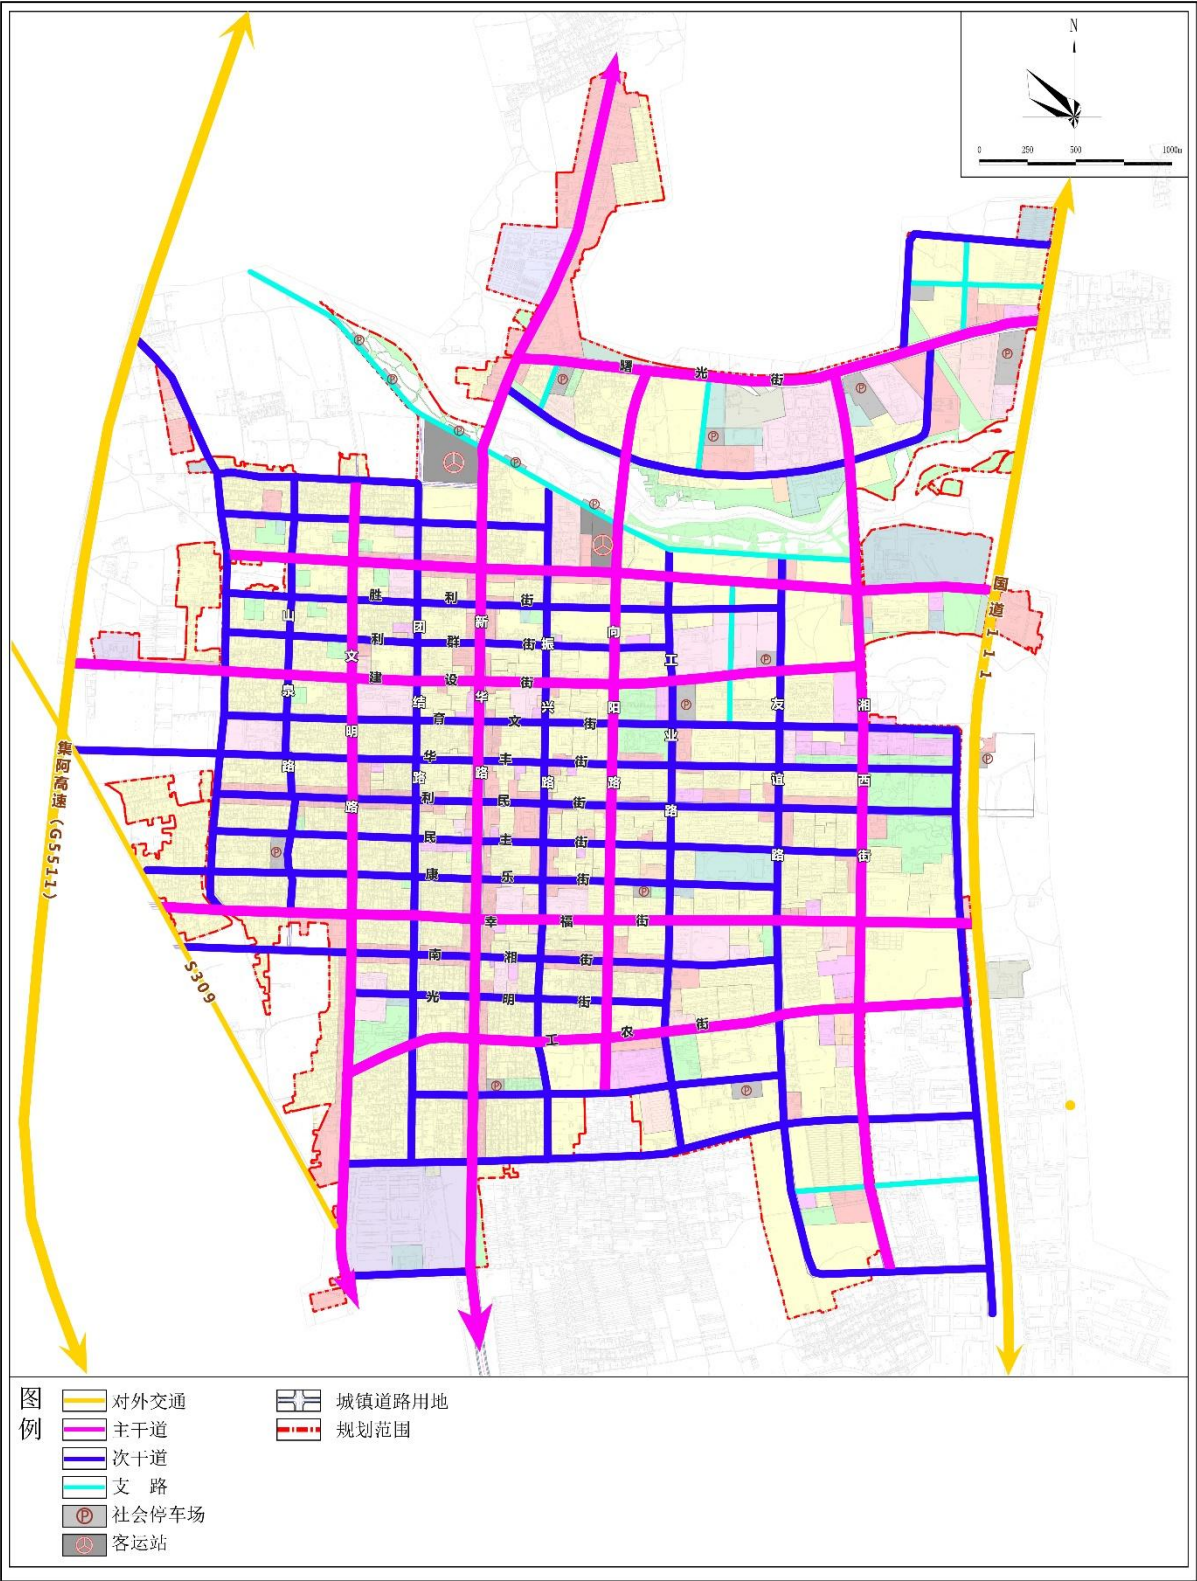 N
0 250 500 1000m
曙光街
胜利街
利群街
建设街
育文街
华丰街
利民街
民主街
康乐街
幸福街
南湘街
光明街
工农街
山泉路
文明路
团结路
新华路
振兴路
向阳路
工业路
友谊路
湘西街
国道111
集阿高速（G5511）
S309
P
图例
对外交通
主干道
次干道
支 路
P 社会停车场
客运站
城镇道路用地
规划范围